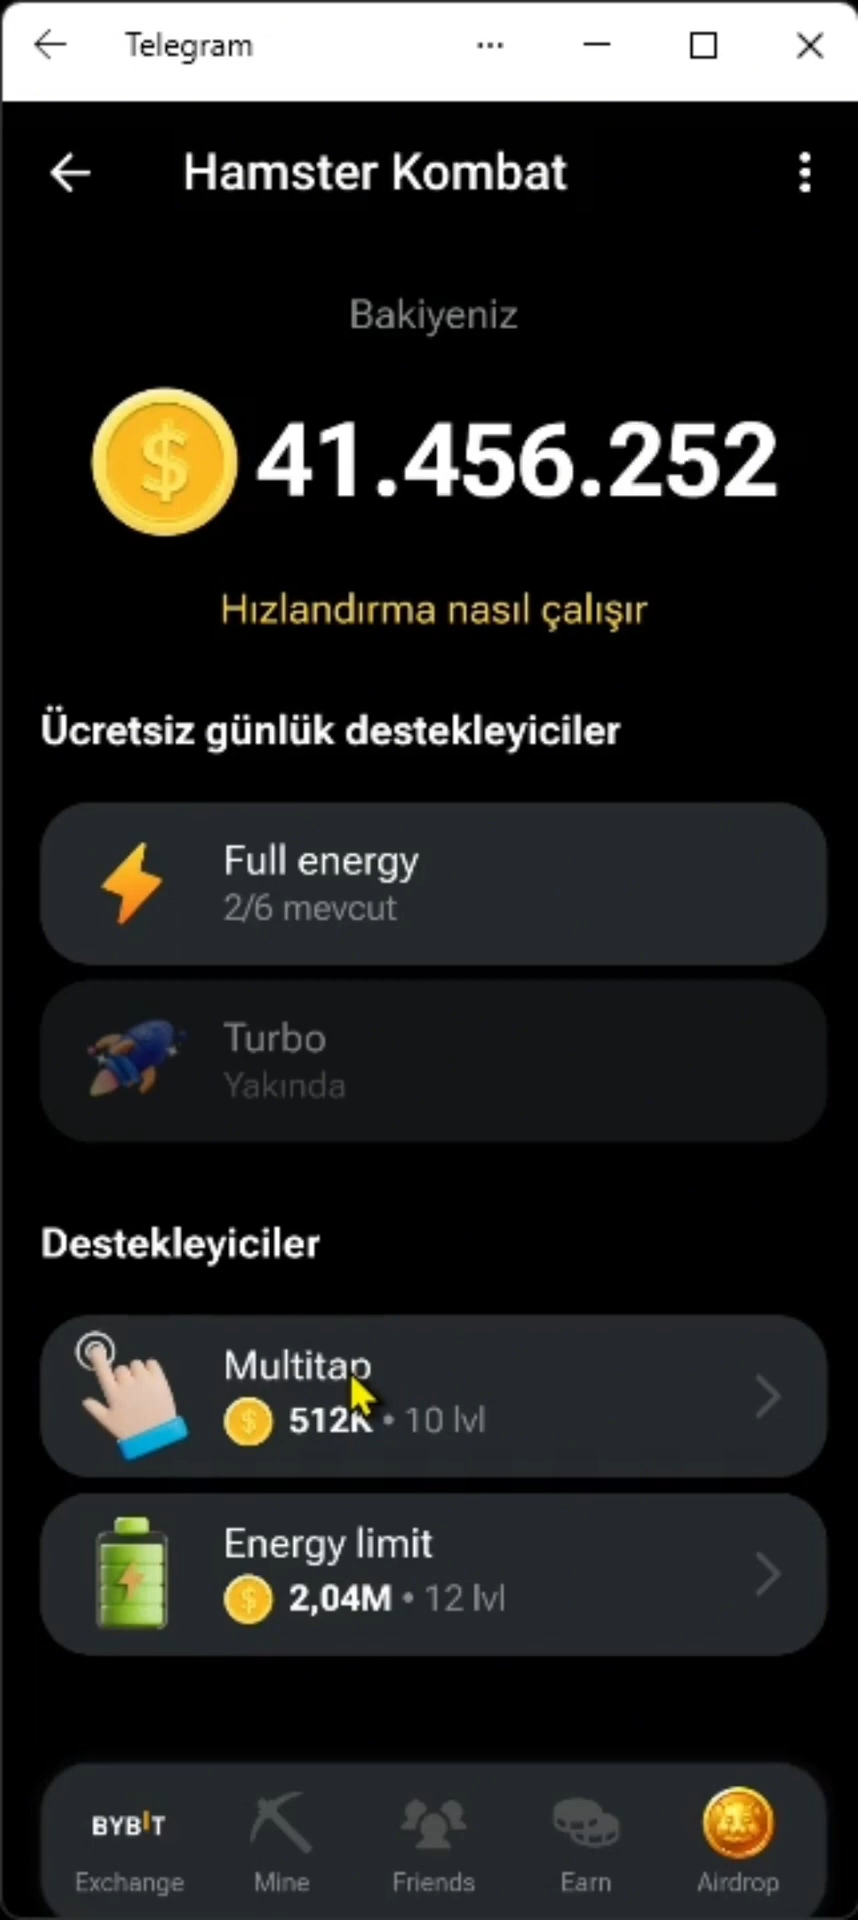 Telegram
Hamster Kombat
Bakiyeniz
41.456.252
Hızlandırma nasıl çalışır
Ücretsiz günlük destekleyiciler
Full energy
2/6 mevcut
Turbo
Yakında
Destekleyiciler
Multitap
512K • 10 lvl
Energy limit
2,04M • 12 lvl
BYBIT
Exchange Mine Friends Earn Airdrop